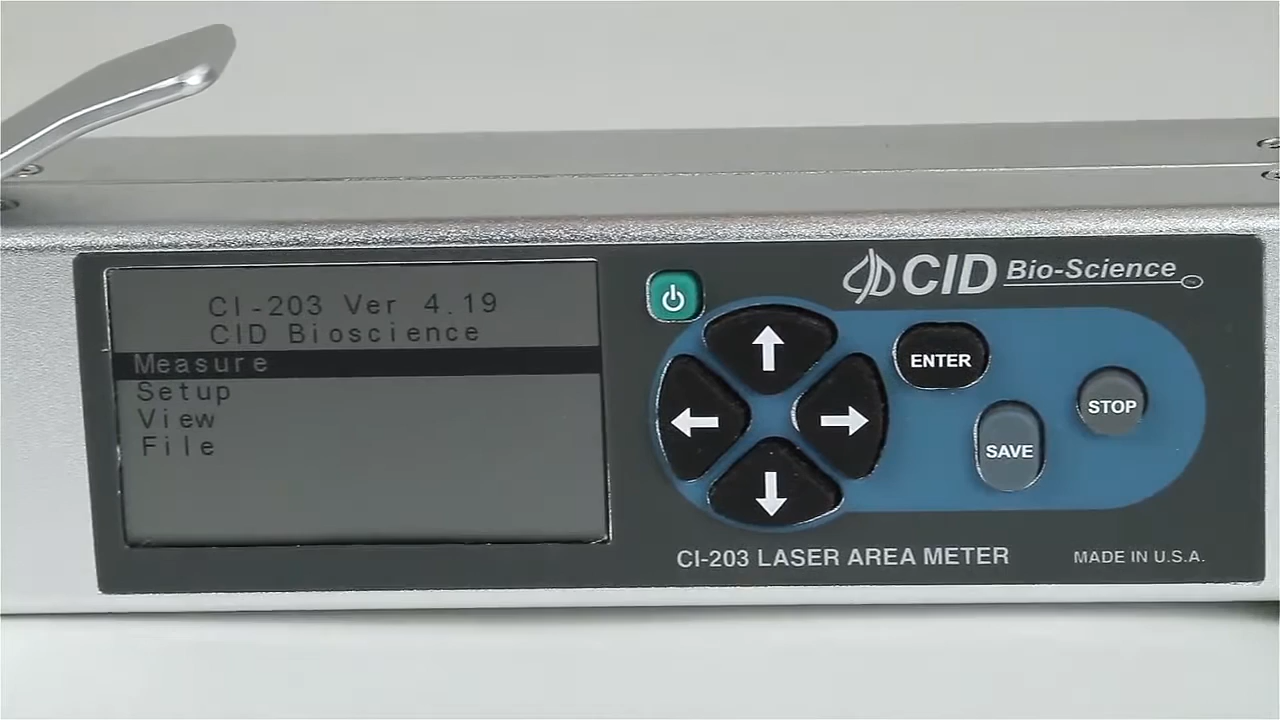 CI-203 Ver 4.19
CID Bioscience
Measure
Setup
View
File
CID Bio-Science
ENTER
SAVE
STOP
CI-203 LASER AREA METER
MADE IN U.S.A.